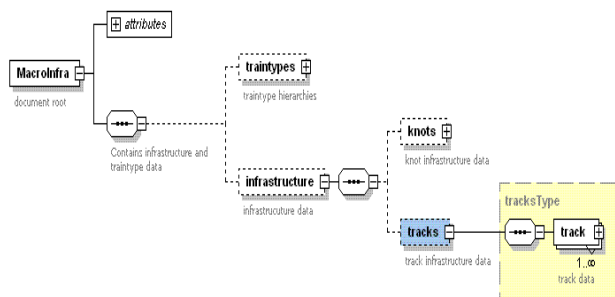 attributes
MacroInfra
document root
Contains infrastructure and
traintype data
traintypes
traintype hierarchies
infrastructure
infrastrucuture data
knots
knot infrastructure data
tracks
track infrastructure data
tracksType
track
1..∞
track data